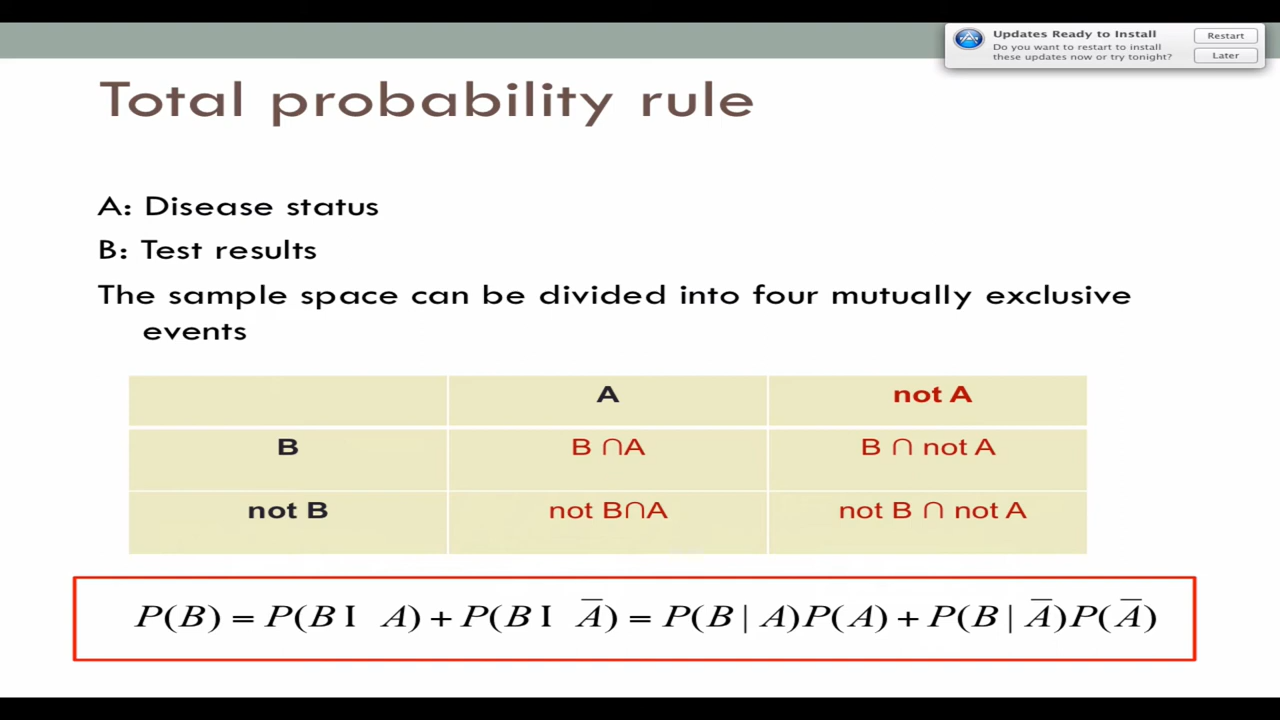 Updates Ready to Install
Restart
Do you want to restart to install
these updates now or try tonight?
Later
Total probability rule
A: Disease status
B: Test results
The sample space can be divided into four mutually exclusive
events
A
not A
B
B ∩A
B ∩ not A
not B
not B∩A
not B ∩ not A
P(B) = P(B I A) + P(B I A̅) = P(B | A)P(A) + P(B | A̅)P(A̅)